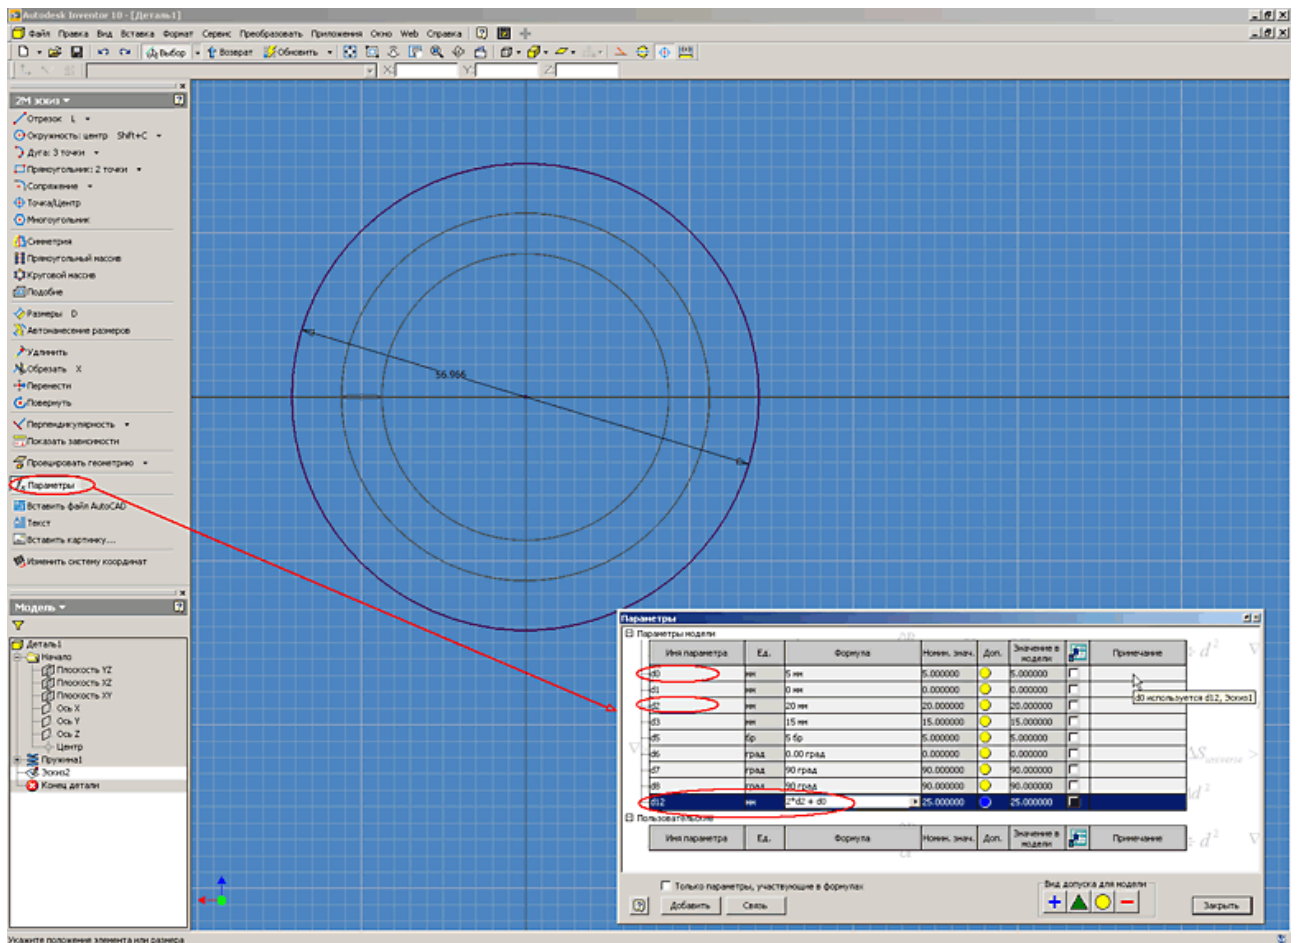 Autodesk Inventor 10 - [Деталь1]
Файл Правка Вид Вставка Формат Сервис Преобразовать Приложения Окно Web Справка
Выбор Возврат Обновить
X: Y: Z:
2М эскиз
Отрезок L
Окружность: центр Shift+C
Дуга: 3 точки
Прямоугольник: 2 точки
Сопряжение
Точка/Центр
Многоугольник
Симметрия
Прямоугольный массив
Круговой массив
Подобие
Размеры D
Автонанесение размеров
Удлинить
Обрезать X
Перенести
Повернуть
Перпендикулярность
Показать зависимости
Проецировать геометрию
Параметры
Вставить файл AutoCAD
Текст
Вставить картинку...
Изменить систему координат
56.966
Модель
Деталь1
Начало
Плоскость YZ
Плоскость XZ
Плоскость XY
Ось X
Ось Y
Ось Z
Центр
Пружина1
Эскиз2
Конец детали
Параметры
Параметры модели
Имя параметра Ед. Формула Номин. знач. Доп. Значение в модели Примечание
d0 мм 5 мм 5.000000 5.000000
d1 мм 0 мм 0.000000 0.000000
d0 используется d12, Эскиз1
d2 мм 20 мм 20.000000 20.000000
d3 мм 15 мм 15.000000 15.000000
d5 бр 5 бр 5.000000 5.000000
d6 град 0.00 град 0.000000 0.000000
d7 град 90 град 90.000000 90.000000
d8 град 90 град 90.000000 90.000000
d12 мм 2*d2 + d0 25.000000 25.000000
Пользовательские
Имя параметра Ед. Формула Номин. знач. Доп. Значение в модели Примечание
Только параметры, участвующие в формулах
Вид допуска для модели
Добавить Связь Закрыть
Укажите положение элемента или размера